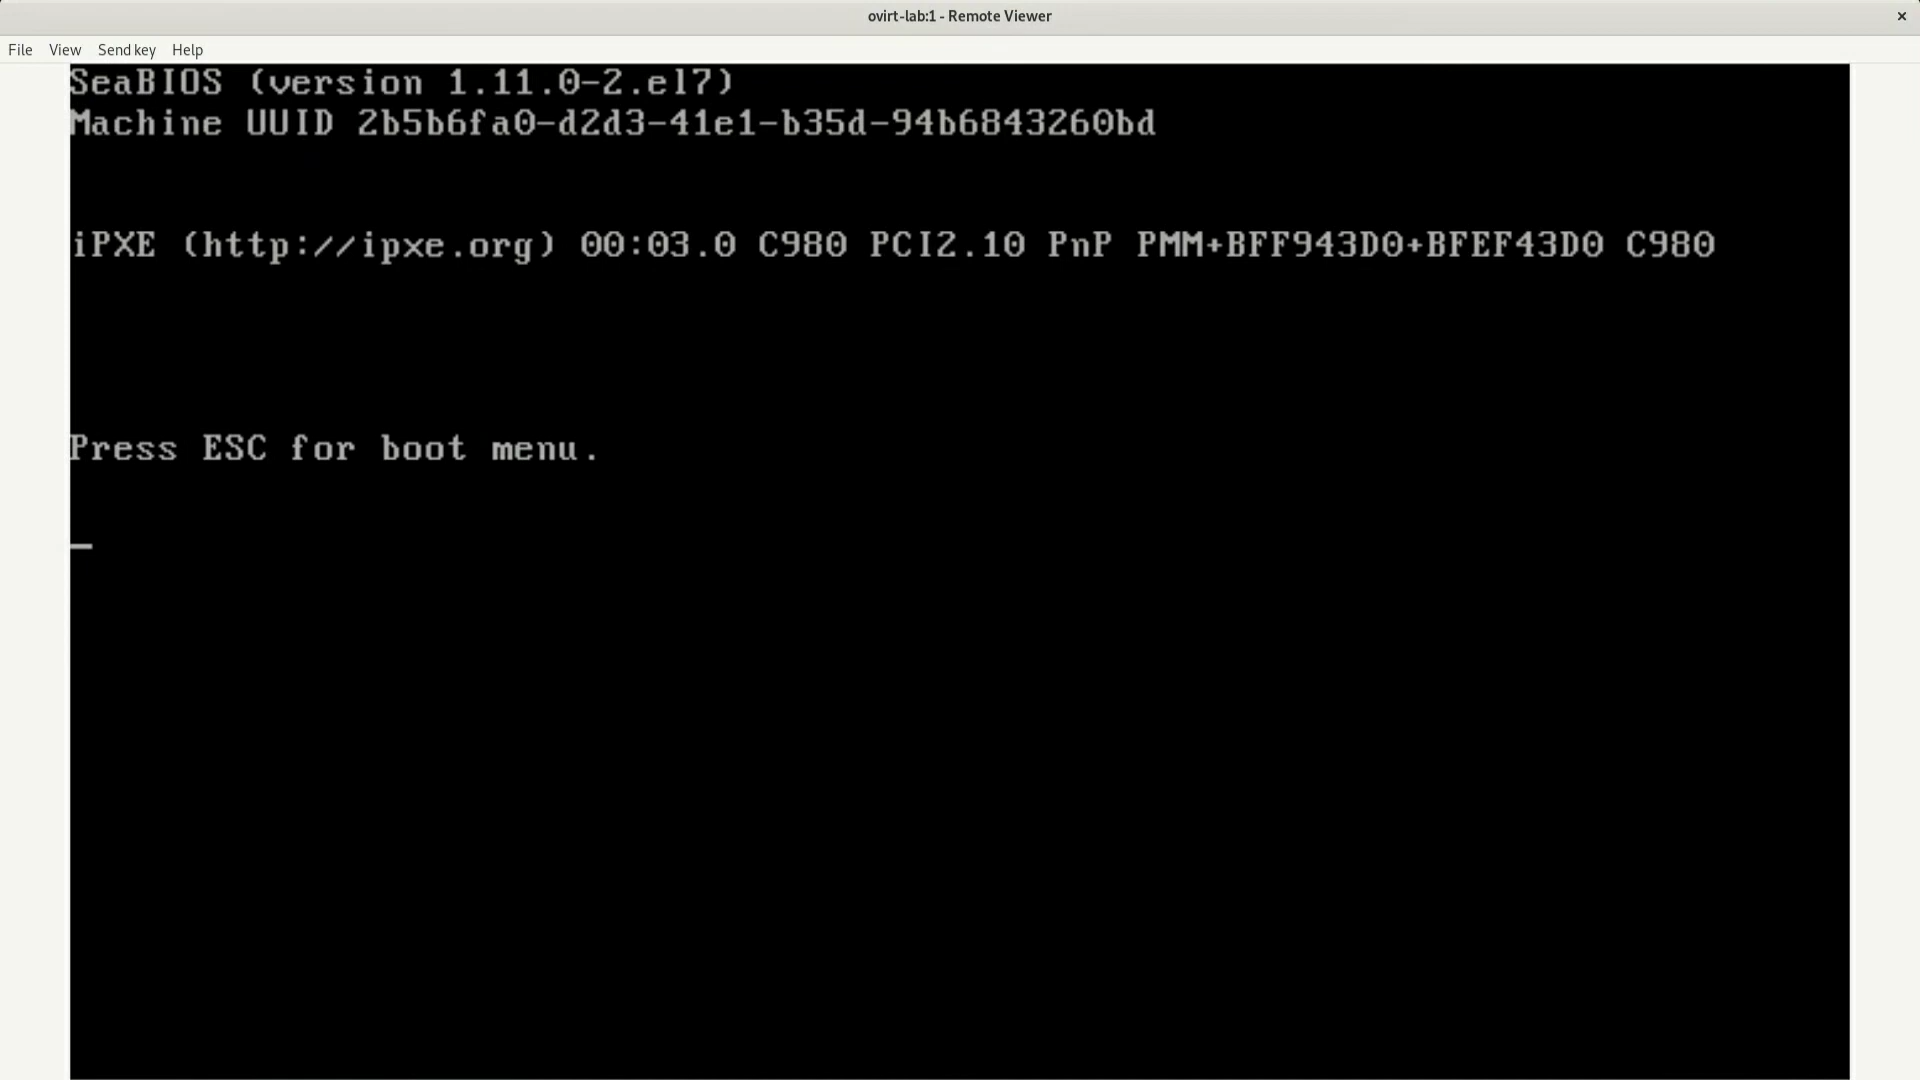 ovirt-lab:1 - Remote Viewer
File View Send key Help
SeaBIOS (version 1.11.0-2.el7)
Machine UUID 2b5b6fa0-d2d3-41e1-b35d-94b6843260bd
iPXE (http://ipxe.org) 00:03.0 C980 PCI2.10 PnP PMM+BFF943D0+BFEF43D0 C980
Press ESC for boot menu.